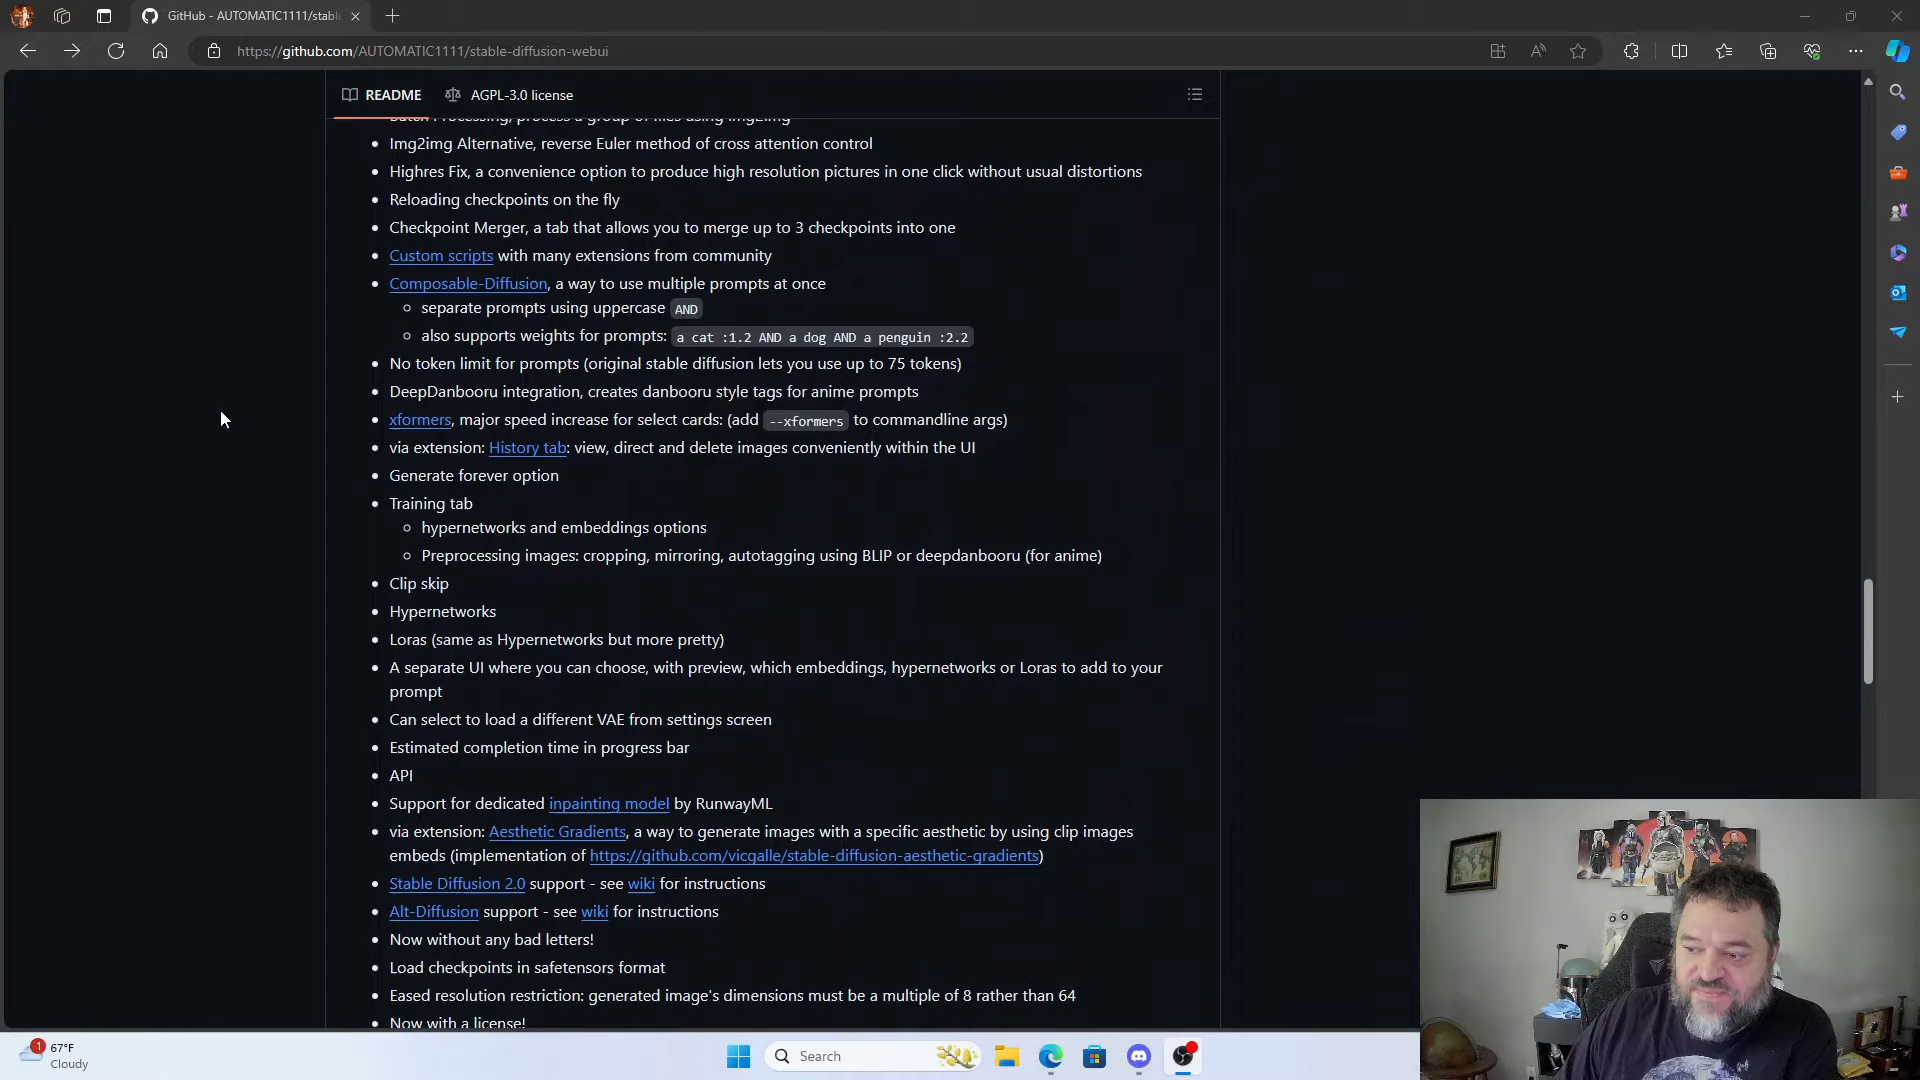 GitHub - AUTOMATIC1111/stabl
https://github.com/AUTOMATIC1111/stable-diffusion-webui
README
AGPL-3.0 license
Batch Processing, process a group of files using img2img
Img2img Alternative, reverse Euler method of cross attention control
Highres Fix, a convenience option to produce high resolution pictures in one click without usual distortions
Reloading checkpoints on the fly
Checkpoint Merger, a tab that allows you to merge up to 3 checkpoints into one
Custom scripts with many extensions from community
Composable-Diffusion, a way to use multiple prompts at once
separate prompts using uppercase AND
also supports weights for prompts: a cat :1.2 AND a dog AND a penguin :2.2
No token limit for prompts (original stable diffusion lets you use up to 75 tokens)
DeepDanbooru integration, creates danbooru style tags for anime prompts
xformers, major speed increase for select cards: (add --xformers to commandline args)
via extension: History tab: view, direct and delete images conveniently within the UI
Generate forever option
Training tab
hypernetworks and embeddings options
Preprocessing images: cropping, mirroring, autotagging using BLIP or deepdanbooru (for anime)
Clip skip
Hypernetworks
Loras (same as Hypernetworks but more pretty)
A separate UI where you can choose, with preview, which embeddings, hypernetworks or Loras to add to your
prompt
Can select to load a different VAE from settings screen
Estimated completion time in progress bar
API
Support for dedicated inpainting model by RunwayML
via extension: Aesthetic Gradients, a way to generate images with a specific aesthetic by using clip images
embeds (implementation of https://github.com/vicgalle/stable-diffusion-aesthetic-gradients)
Stable Diffusion 2.0 support - see wiki for instructions
Alt-Diffusion support - see wiki for instructions
Now without any bad letters!
Load checkpoints in safetensors format
Eased resolution restriction: generated image's dimensions must be a multiple of 8 rather than 64
Now with a license!
1
67°F
Cloudy
Search